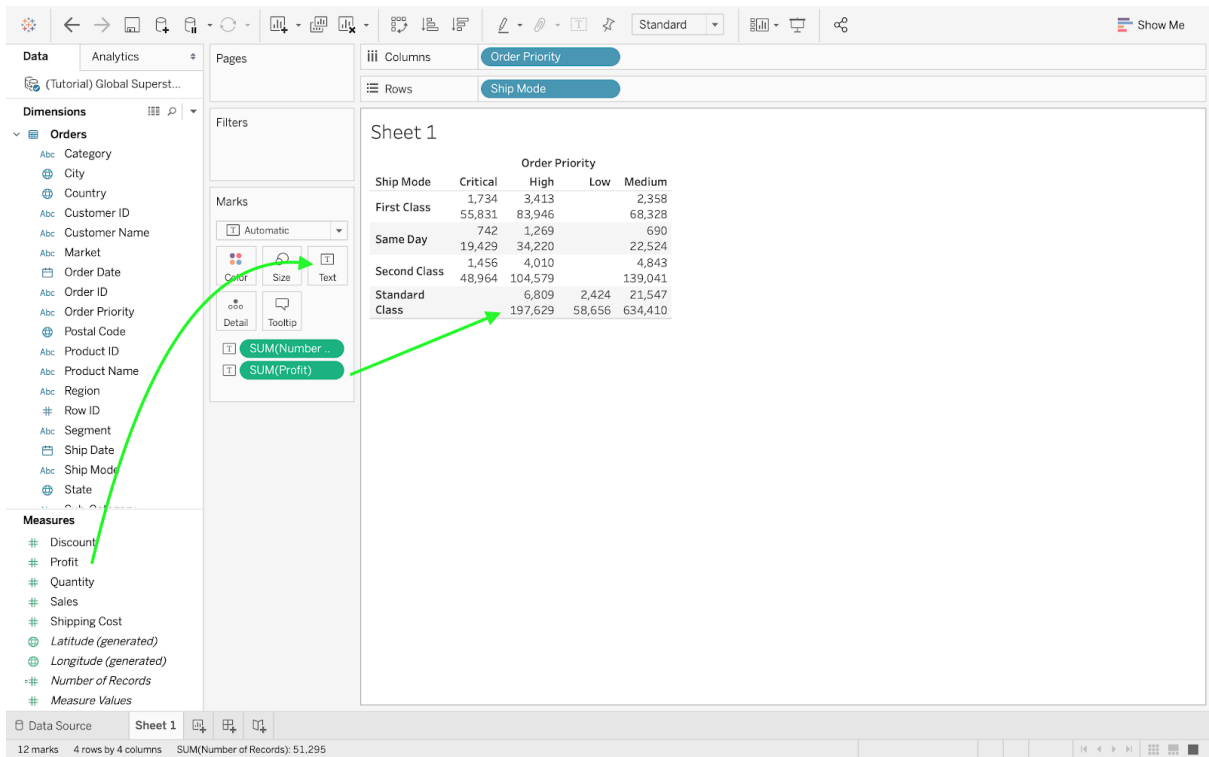 Standard
Show Me
Data
Analytics
(Tutorial) Global Superst...
Dimensions
Orders
Abc Category
City
Country
Abc Customer ID
Abc Customer Name
Abc Market
Order Date
Abc Order ID
Abc Order Priority
Postal Code
Abc Product ID
Abc Product Name
Abc Region
# Row ID
Abc Segment
Ship Date
Abc Ship Mode
State
Measures
# Discount
# Profit
# Quantity
# Sales
# Shipping Cost
Latitude (generated)
Longitude (generated)
=# Number of Records
# Measure Values
Pages
Filters
Marks
T Automatic
Color
Size
T Text
Detail
Tooltip
T SUM(Number ..
T SUM(Profit)
iii Columns
Order Priority
Rows
Ship Mode
Sheet 1
Order Priority
Ship Mode Critical High Low Medium
First Class 1,734 3,413 2,358
55,831 83,946 68,328
Same Day 742 1,269 690
19,429 34,220 22,524
Second Class 1,456 4,010 4,843
48,964 104,579 139,041
Standard 6,809 2,424 21,547
Class 197,629 58,656 634,410
Data Source
Sheet 1
12 marks 4 rows by 4 columns SUM(Number of Records): 51,295